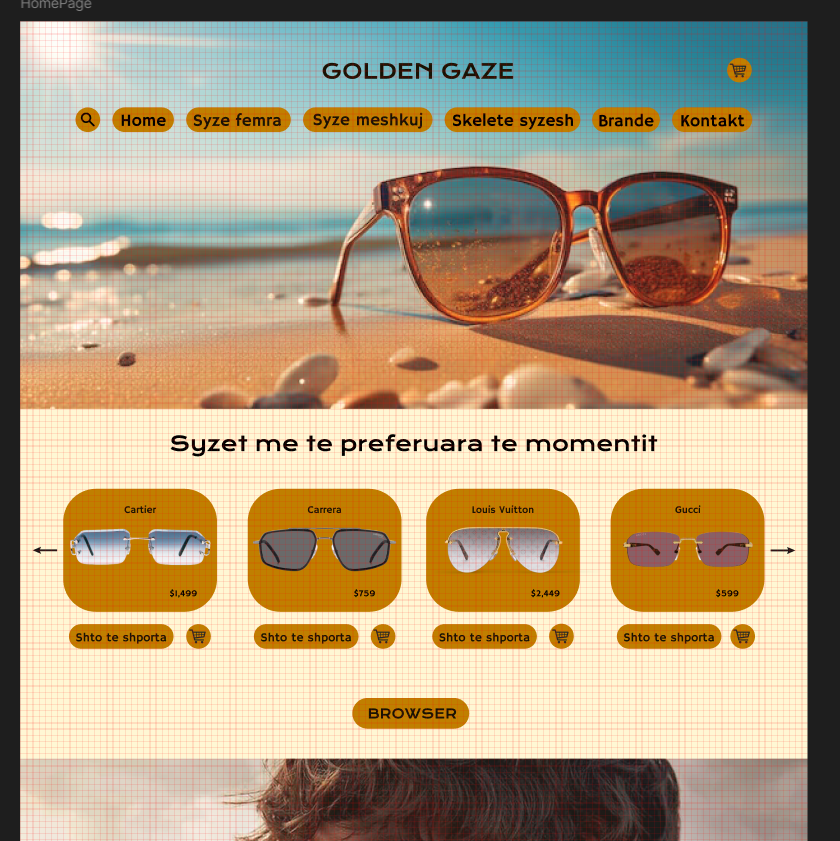 HomePage
GOLDEN GAZE
Home Syze femra Syze meshkuj Skelete syzesh Brande Kontakt
Syzet me te preferuara te momentit
Cartier Carrera Louis Vuitton Gucci
$1,499 $759 $2,449 $599
Shto te shporta Shto te shporta Shto te shporta Shto te shporta
BROWSER